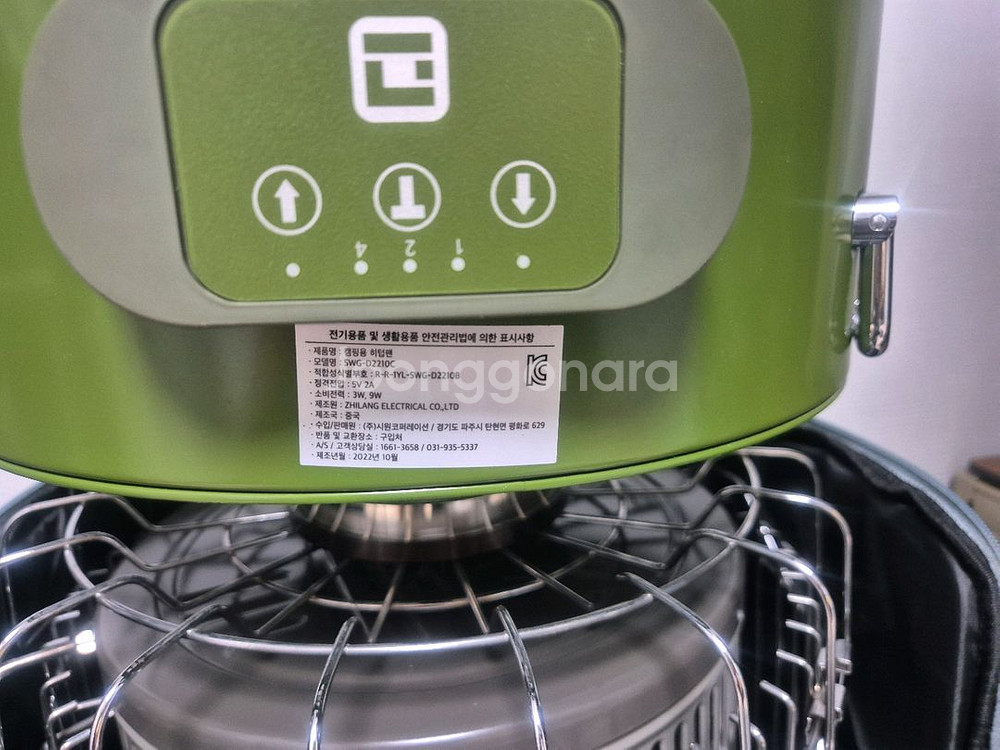 4 2 1
전기용품 및 생활용품 안전관리법에 의한 표시사항
· 제품명 : 캠핑용 히텁팬
· 모델명 : SWG-D2210C
· 적합성식별부호 : R-R-1YL-SWG-D2210B
· 정격전압 : 5V 2A
· 소비전력 : 3W, 9W
· 제조원 : ZHILANG ELECTRICAL CO.,LTD
· 제조국 : 중국
· 수입/판매원 : (주)시원코퍼레이션 / 경기도 파주시 탄현면 평화로 629
· 반품 및 교환장소 : 구입처
· A/S / 고객상담실 : 1661-3658 / 031-935-5337
· 제조년월 : 2022년 10월
joonggonara